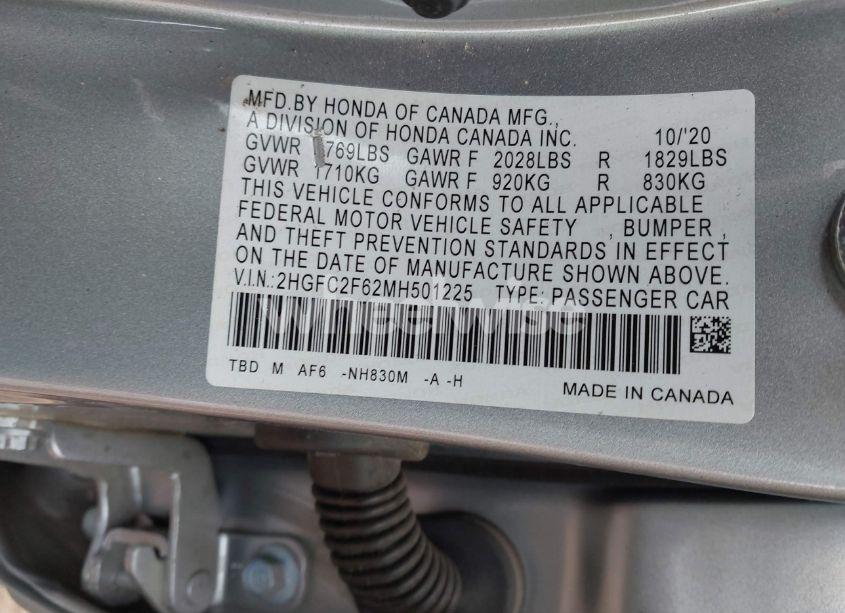 MFD.BY HONDA OF CANADA MFG.,
A DIVISION OF HONDA CANADA INC. 10/'20
GVWR 769LBS GAWR F 2028LBS R 1829LBS
GVWR 1710KG GAWR F 920KG R 830KG
THIS VEHICLE CONFORMS TO ALL APPLICABLE
FEDERAL MOTOR VEHICLE SAFETY , BUMPER ,
AND THEFT PREVENTION STANDARDS IN EFFECT
ON THE DATE OF MANUFACTURE SHOWN ABOVE.
V.I.N.:2HGFC2F62MH501225 TYPE: PASSENGER CAR
wheelwise
TBD M AF6 -NH830M -A -H MADE IN CANADA